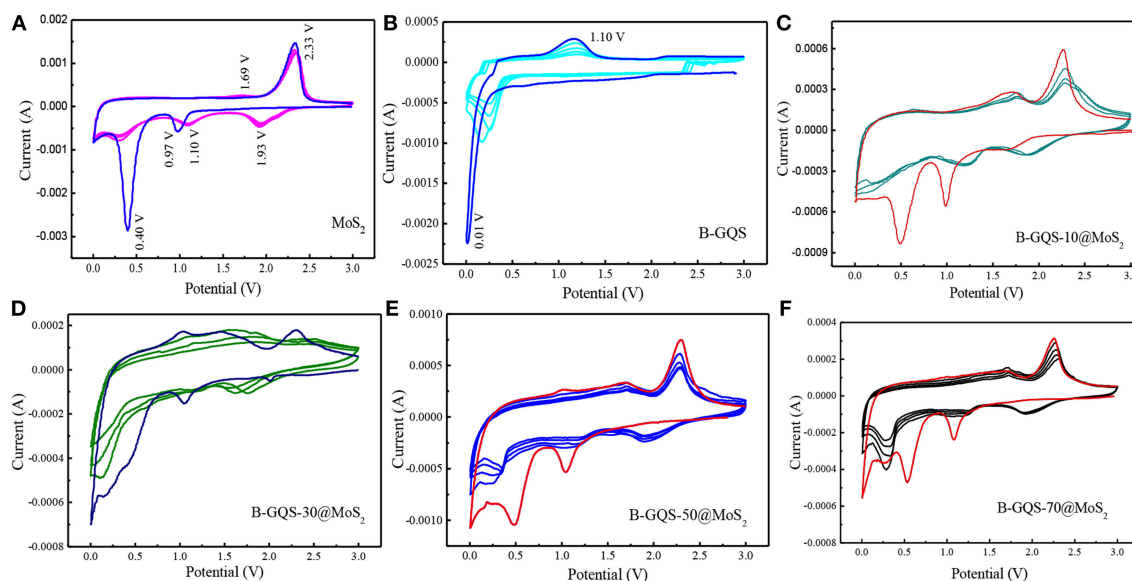 A
0.002
0.001
0.000
-0.001
-0.002
-0.003
Current (A)
1.69 V
2.33 V
0.97 V
1.10 V
1.93 V
0.40 V
MoS₂
0.0 0.5 1.0 1.5 2.0 2.5 3.0
Potential (V)
B
0.0005
0.0000
-0.0005
-0.0010
-0.0015
-0.0020
-0.0025
Current (A)
1.10 V
0.01 V
B-GQS
0.0 0.5 1.0 1.5 2.0 2.5 3.0
Potential (V)
C
0.0006
0.0003
0.0000
-0.0003
-0.0006
-0.0009
Current (A)
B-GQS-10@MoS₂
0.0 0.5 1.0 1.5 2.0 2.5 3.0
Potential (V)
D
0.0002
0.0000
-0.0002
-0.0004
-0.0006
-0.0008
Current (A)
B-GQS-30@MoS₂
0.0 0.5 1.0 1.5 2.0 2.5 3.0
Potential (V)
E
0.0010
0.0005
0.0000
-0.0005
-0.0010
Current (A)
B-GQS-50@MoS₂
0.0 0.5 1.0 1.5 2.0 2.5 3.0
Potential (V)
F
0.0004
0.0002
0.0000
-0.0002
-0.0004
-0.0006
-0.0008
Current (A)
B-GQS-70@MoS₂
0.0 0.5 1.0 1.5 2.0 2.5 3.0
Potential (V)